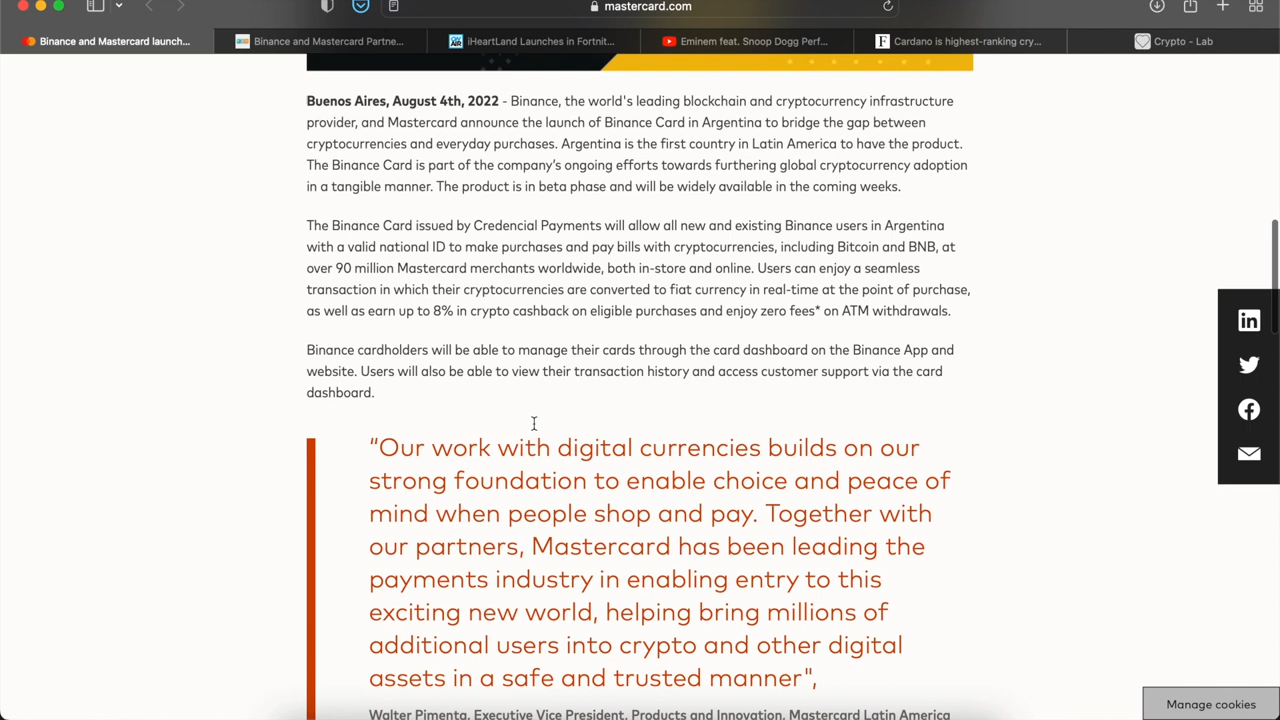 mastercard.com
Binance and Mastercard launch...
Binance and Mastercard Partne...
iHeartLand Launches in Fortnit...
Eminem feat. Snoop Dogg Perf...
Cardano is highest-ranking cry...
Crypto - Lab
Buenos Aires, August 4th, 2022 - Binance, the world's leading blockchain and cryptocurrency infrastructure
provider, and Mastercard announce the launch of Binance Card in Argentina to bridge the gap between
cryptocurrencies and everyday purchases. Argentina is the first country in Latin America to have the product.
The Binance Card is part of the company's ongoing efforts towards furthering global cryptocurrency adoption
in a tangible manner. The product is in beta phase and will be widely available in the coming weeks.
The Binance Card issued by Credencial Payments will allow all new and existing Binance users in Argentina
with a valid national ID to make purchases and pay bills with cryptocurrencies, including Bitcoin and BNB, at
over 90 million Mastercard merchants worldwide, both in-store and online. Users can enjoy a seamless
transaction in which their cryptocurrencies are converted to fiat currency in real-time at the point of purchase,
as well as earn up to 8% in crypto cashback on eligible purchases and enjoy zero fees* on ATM withdrawals.
Binance cardholders will be able to manage their cards through the card dashboard on the Binance App and
website. Users will also be able to view their transaction history and access customer support via the card
dashboard.
“Our work with digital currencies builds on our
strong foundation to enable choice and peace of
mind when people shop and pay. Together with
our partners, Mastercard has been leading the
payments industry in enabling entry to this
exciting new world, helping bring millions of
additional users into crypto and other digital
assets in a safe and trusted manner",
Walter Pimenta, Executive Vice President, Products and Innovation, Mastercard Latin America
Manage cookies